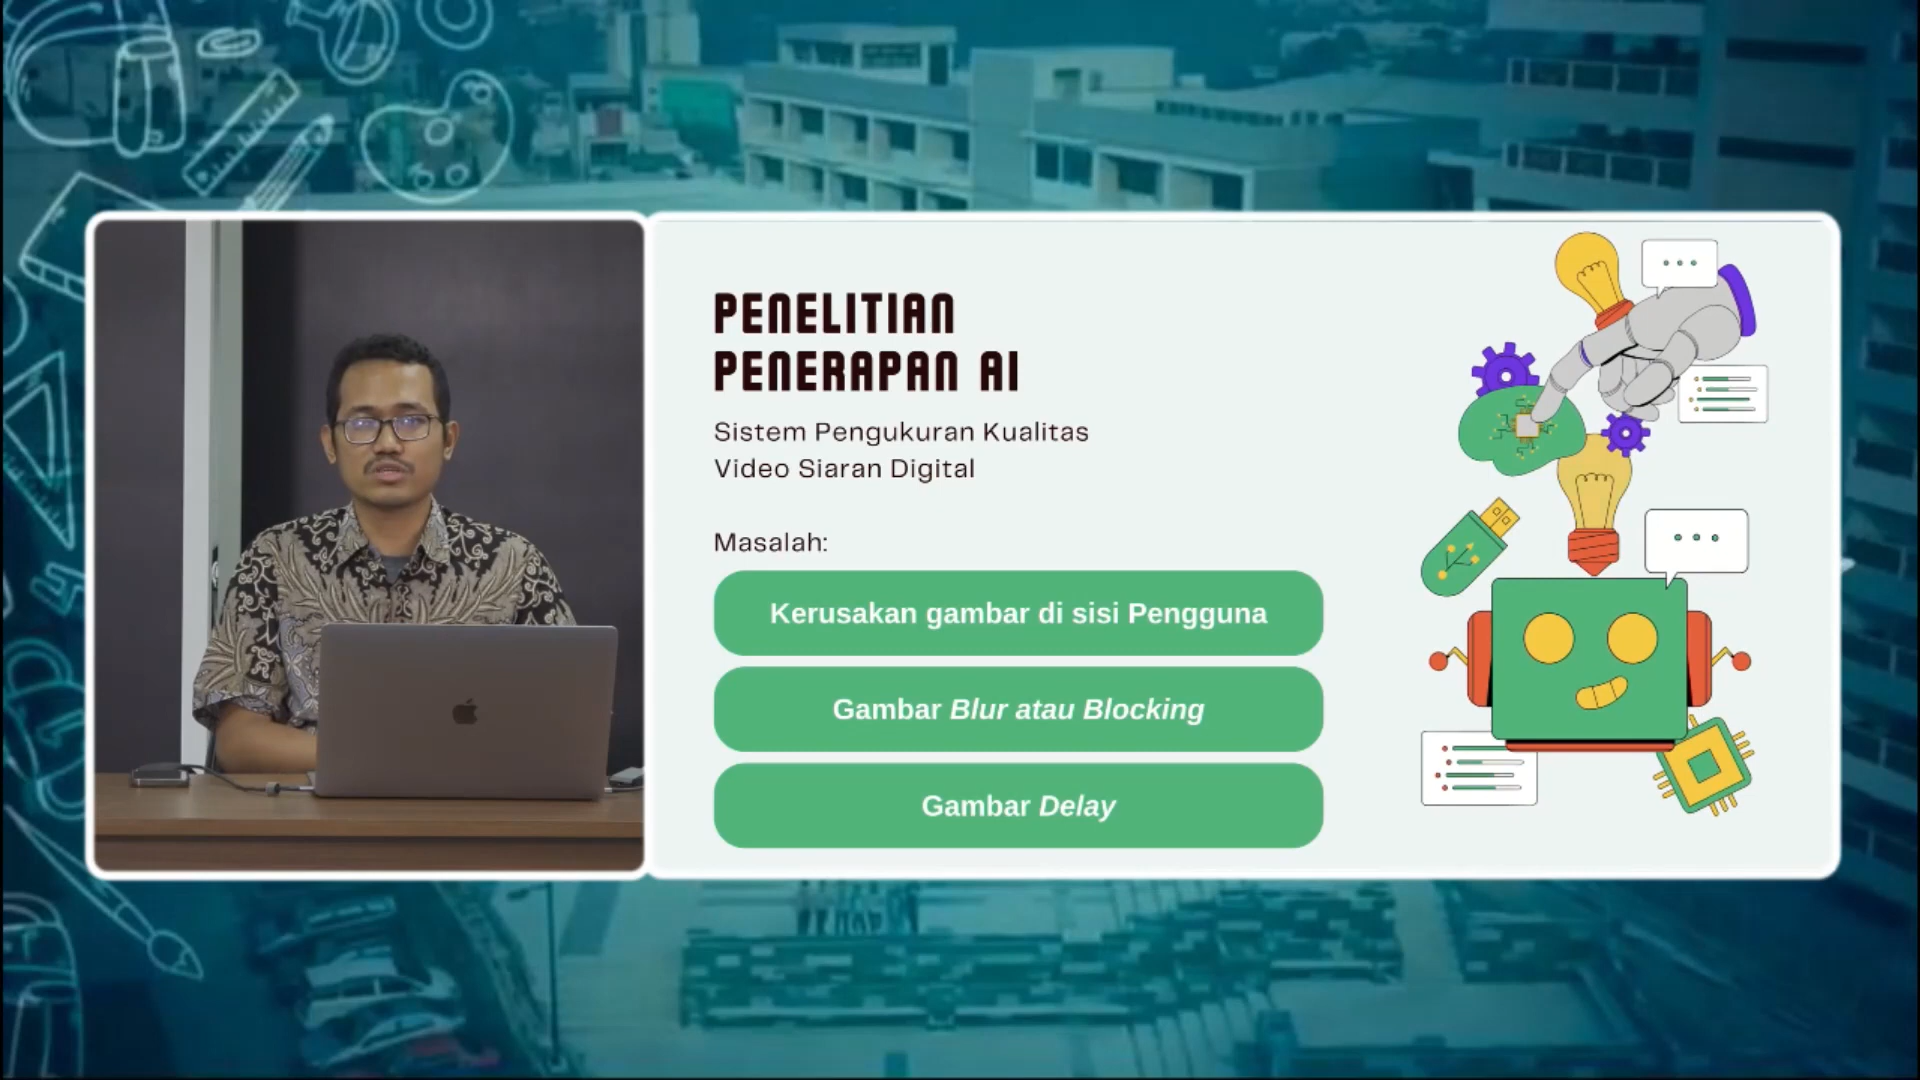 PENELITIAN
PENERAPAN AI
Sistem Pengukuran Kualitas
Video Siaran Digital
Masalah:
Kerusakan gambar di sisi Pengguna
Gambar Blur atau Blocking
Gambar Delay